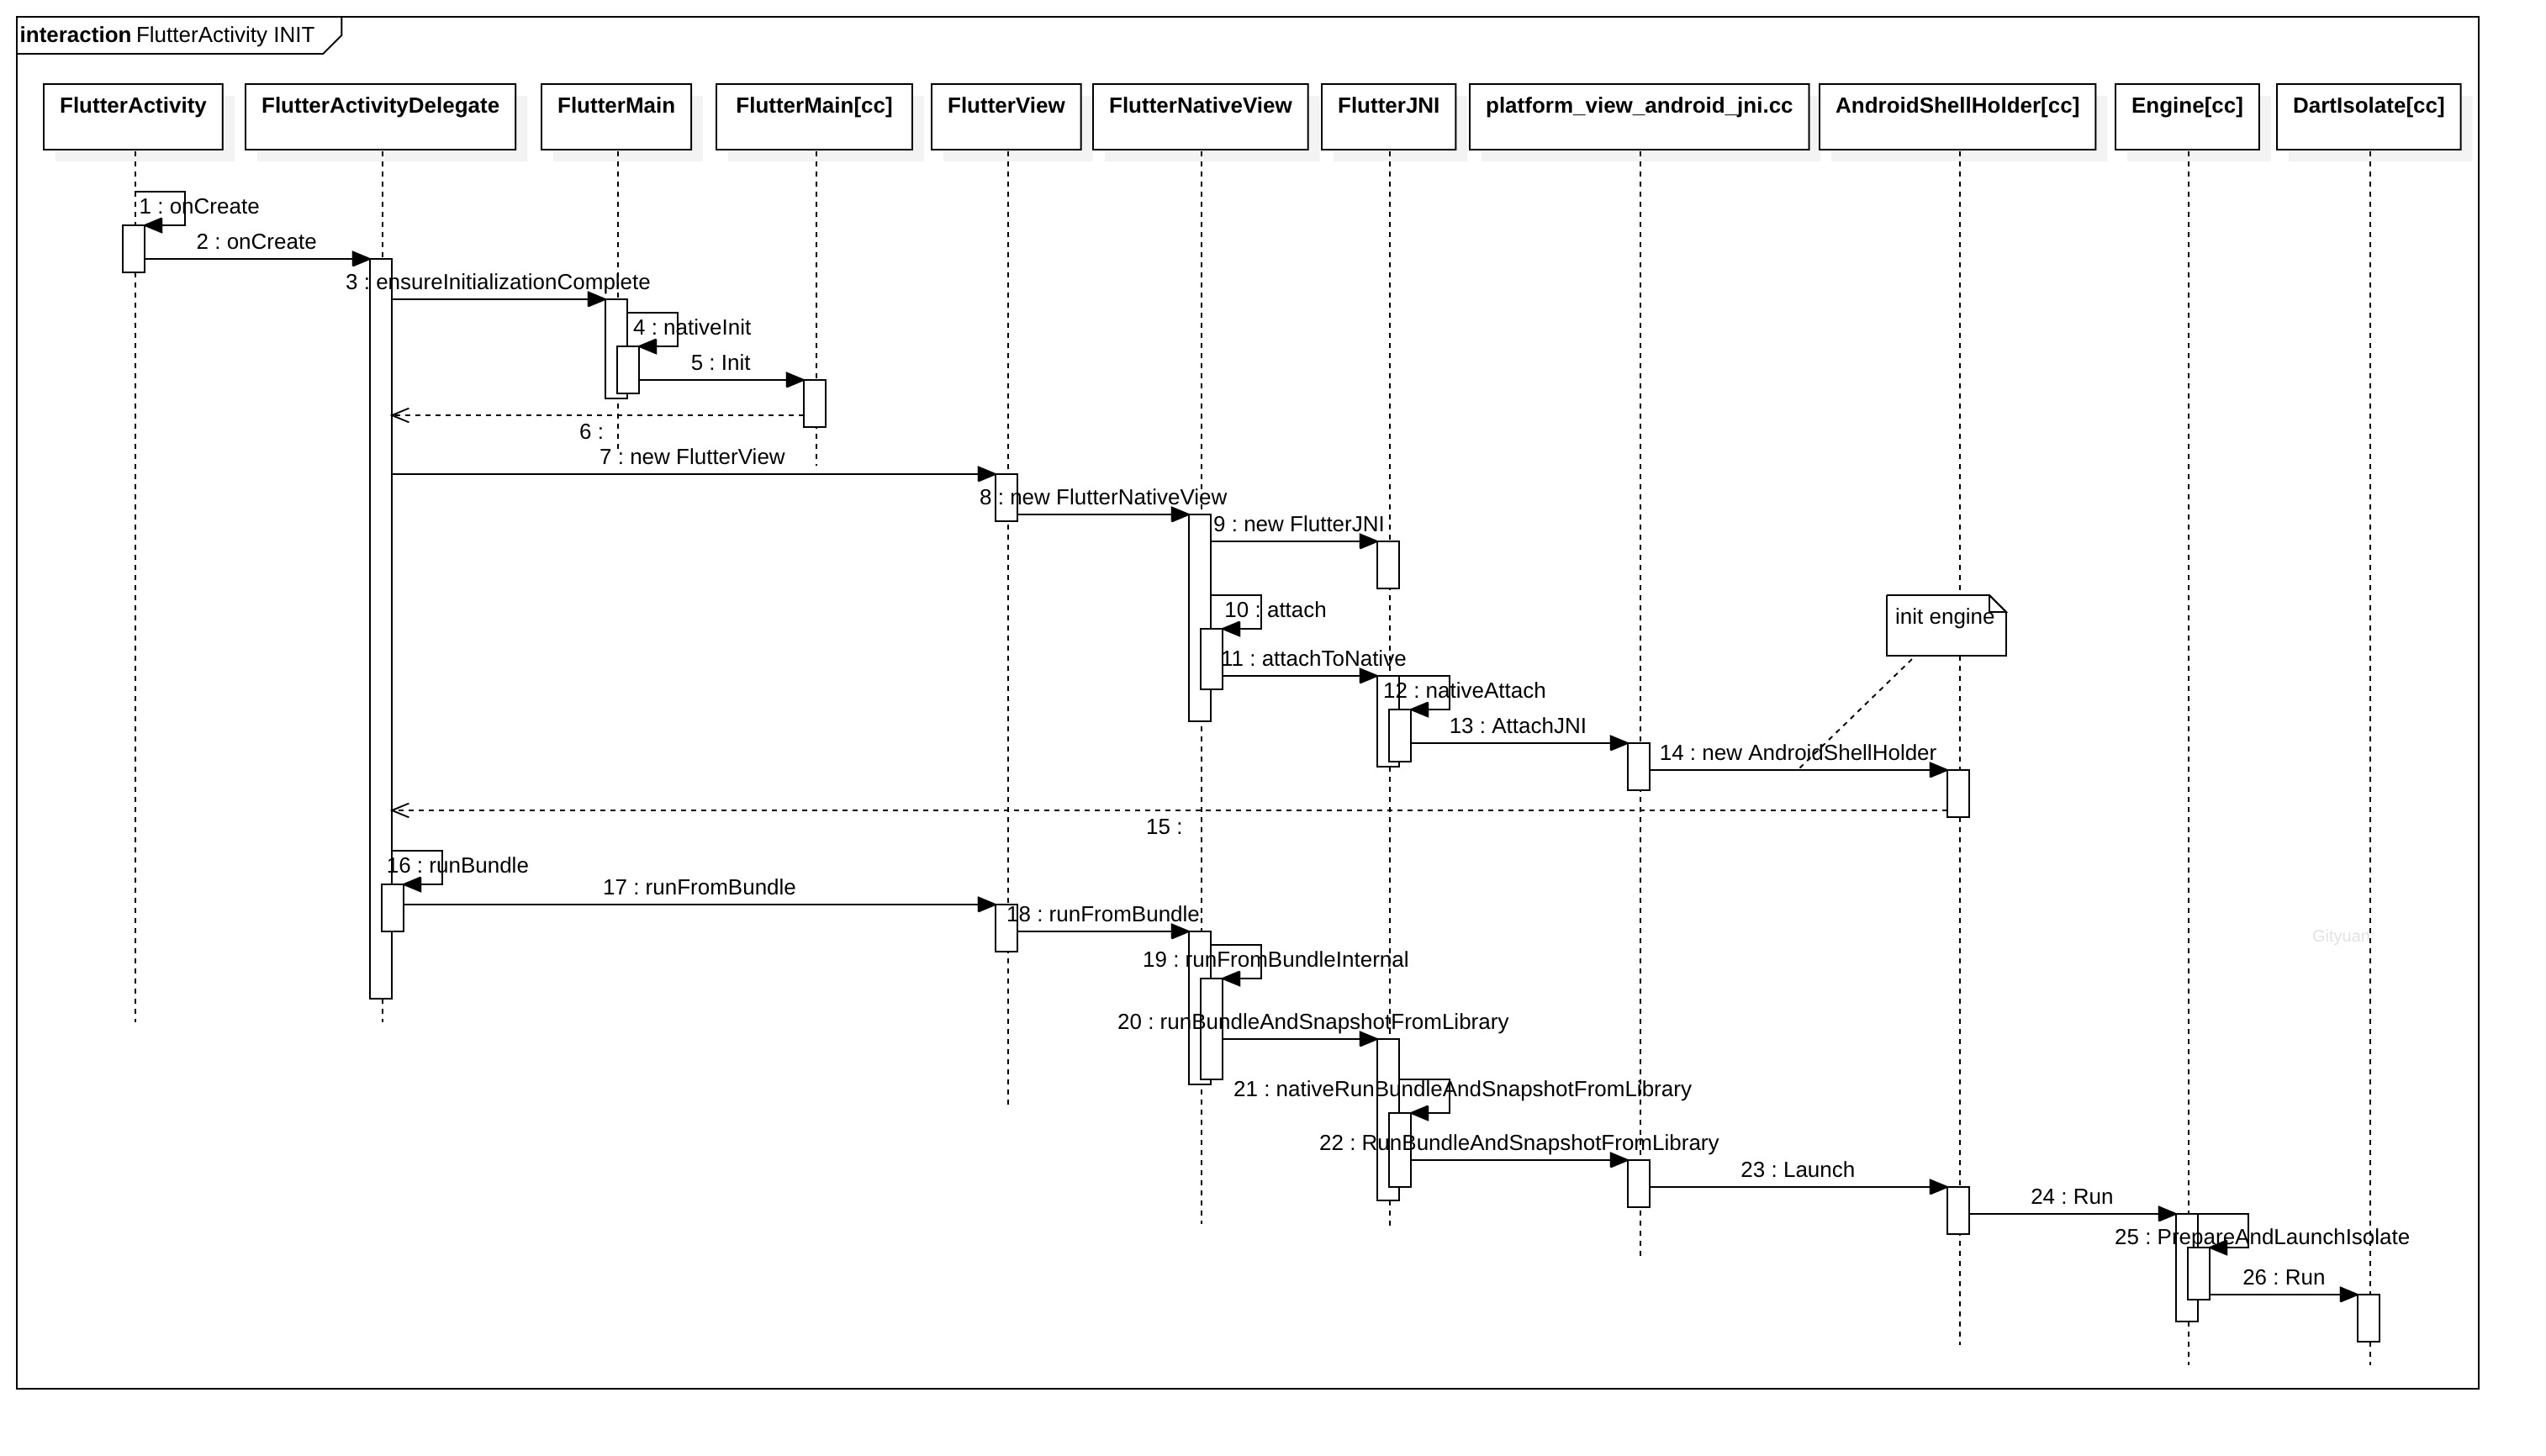 interaction FlutterActivity INIT
FlutterActivity
FlutterActivityDelegate
FlutterMain
FlutterMain[cc]
FlutterView
FlutterNativeView
FlutterJNI
platform_view_android_jni.cc
AndroidShellHolder[cc]
Engine[cc]
DartIsolate[cc]
1 : onCreate
2 : onCreate
3 : ensureInitializationComplete
4 : nativeInit
5 : Init
6 :
7 : new FlutterView
8 : new FlutterNativeView
9 : new FlutterJNI
10 : attach
init engine
11 : attachToNative
12 : nativeAttach
13 : AttachJNI
14 : new AndroidShellHolder
15 :
16 : runBundle
17 : runFromBundle
18 : runFromBundle
Gityuan
19 : runFromBundleInternal
20 : runBundleAndSnapshotFromLibrary
21 : nativeRunBundleAndSnapshotFromLibrary
22 : RunBundleAndSnapshotFromLibrary
23 : Launch
24 : Run
25 : PrepareAndLaunchIsolate
26 : Run